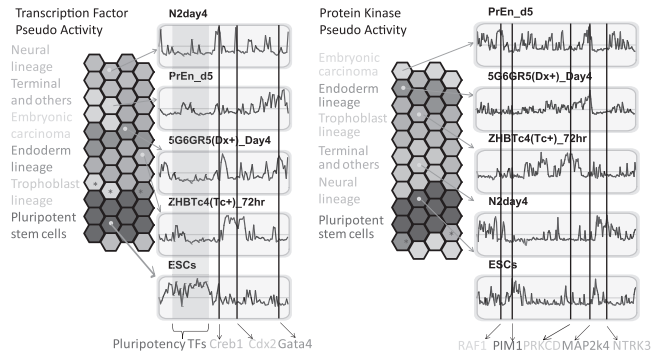 Transcription Factor
Pseudo Activity
Neural
lineage
Terminal
and others
Embryonic
carcinoma
Endoderm
lineage
Trophoblast
lineage
Pluripotent
stem cells
N2day4
PrEn_d5
5G6GR5(Dx+)_Day4
ZHBTc4(Tc+)_72hr
ESCs
Pluripotency TFs Creb1 Cdx2 Gata4
Protein Kinase
Pseudo Activity
Embryonic
carcinoma
Endoderm
lineage
Trophoblast
lineage
Terminal
and others
Neural
lineage
Pluripotent
stem cells
PrEn_d5
5G6GR5(Dx+)_Day4
ZHBTc4(Tc+)_72hr
N2day4
ESCs
RAF1 PIM1 PRKCD MAP2k4 NTRK3